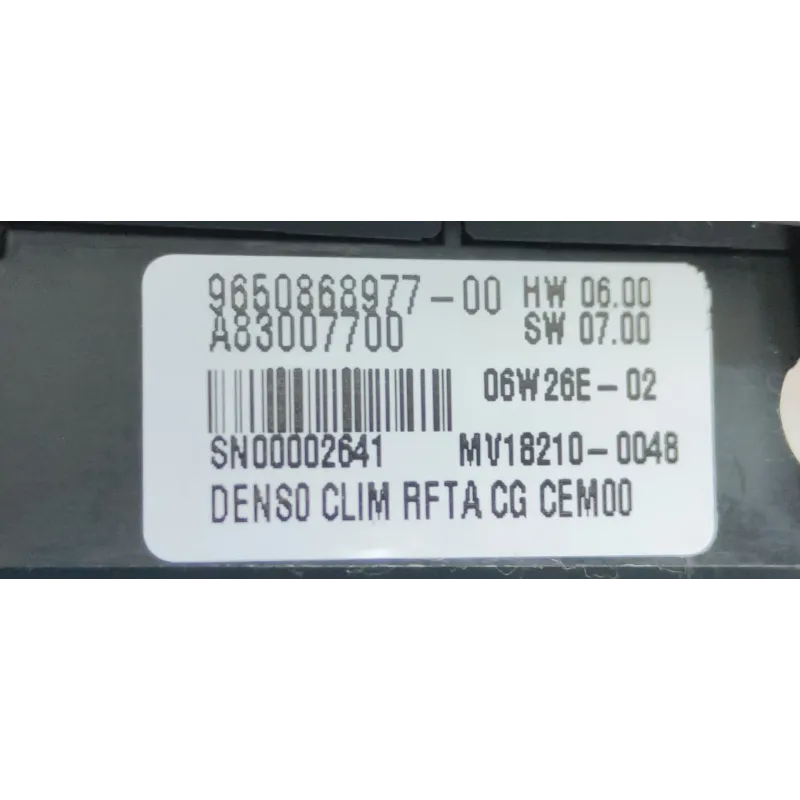 9650868977-00 HW 06.00
A83007700 SW 07.00
06W26E-02
SN00002641 MV18210-0048
DENSO CLIM RFTA CG CEM00